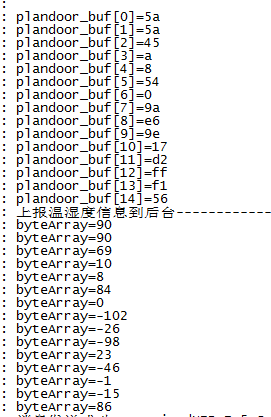 :
: plandoor_buf[0]=5a
: plandoor_buf[1]=5a
: plandoor_buf[2]=45
: plandoor_buf[3]=a
: plandoor_buf[4]=8
: plandoor_buf[5]=54
: plandoor_buf[6]=0
: plandoor_buf[7]=9a
: plandoor_buf[8]=e6
: plandoor_buf[9]=9e
: plandoor_buf[10]=17
: plandoor_buf[11]=d2
: plandoor_buf[12]=ff
: plandoor_buf[13]=f1
: plandoor_buf[14]=56
: 上报温湿度信息到后台------------
: byteArray=90
: byteArray=90
: byteArray=69
: byteArray=10
: byteArray=8
: byteArray=84
: byteArray=0
: byteArray=-102
: byteArray=-26
: byteArray=-98
: byteArray=23
: byteArray=-46
: byteArray=-1
: byteArray=-15
: byteArray=86